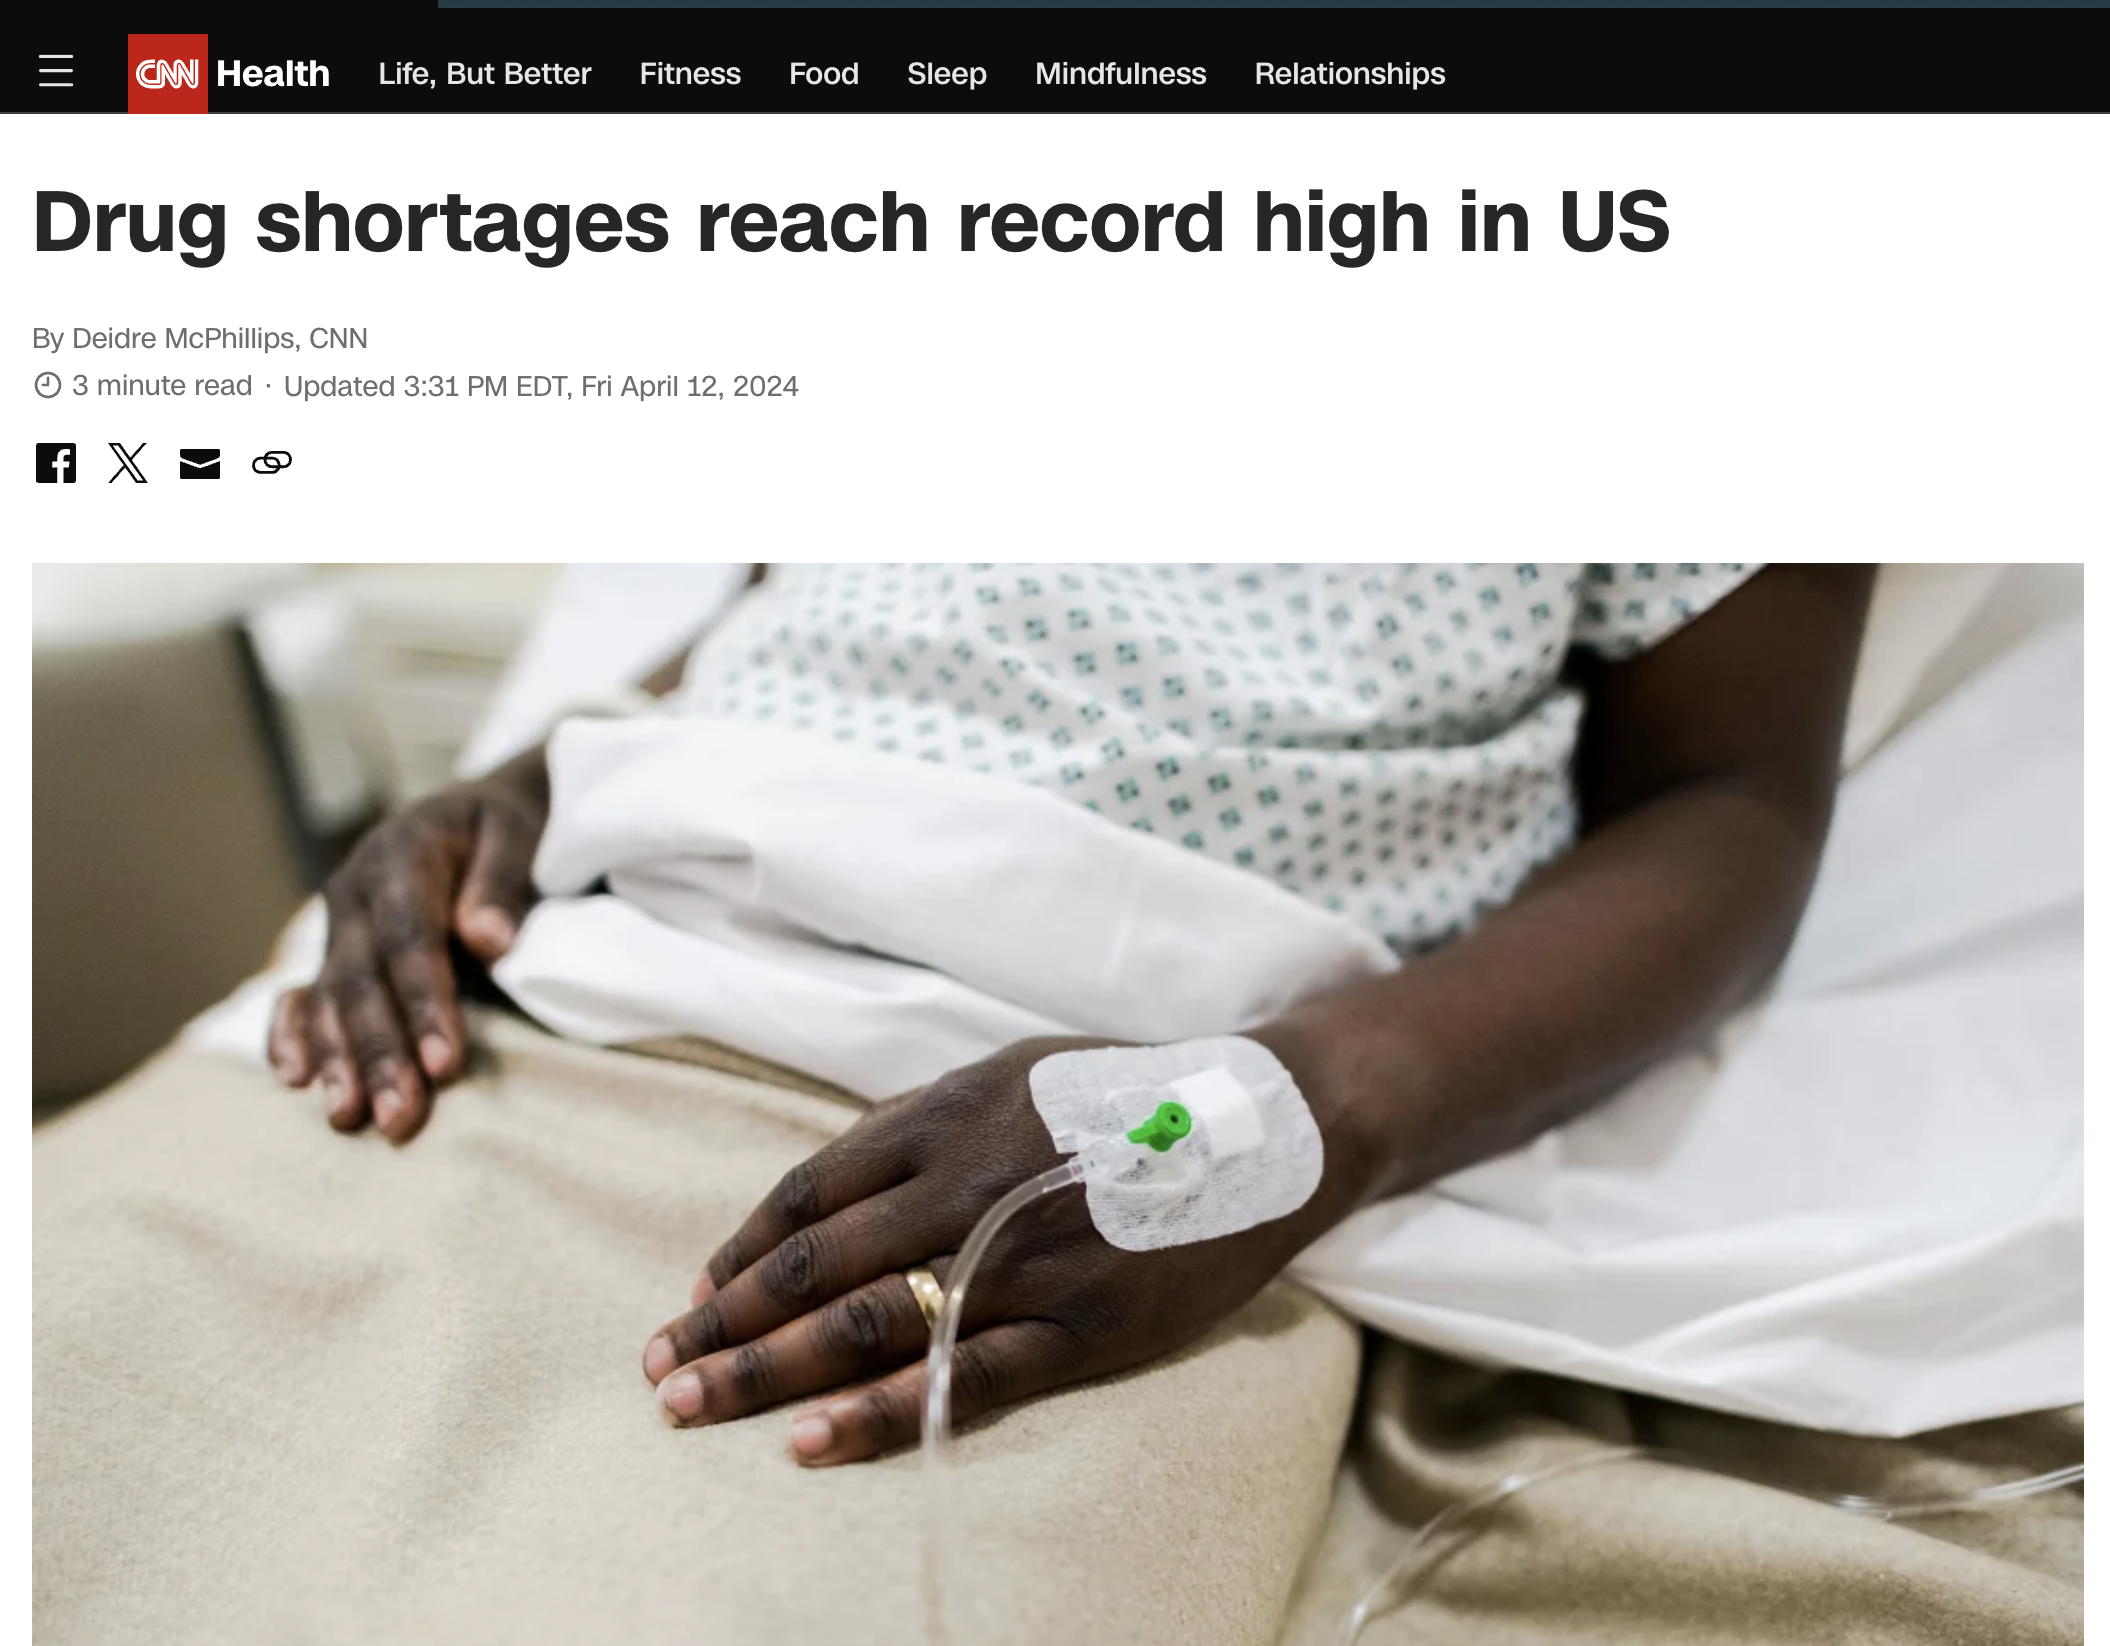 CNN Health Life, But Better Fitness Food Sleep Mindfulness Relationships
Drug shortages reach record high in US
By Deidre McPhillips, CNN
3 minute read · Updated 3:31 PM EDT, Fri April 12, 2024